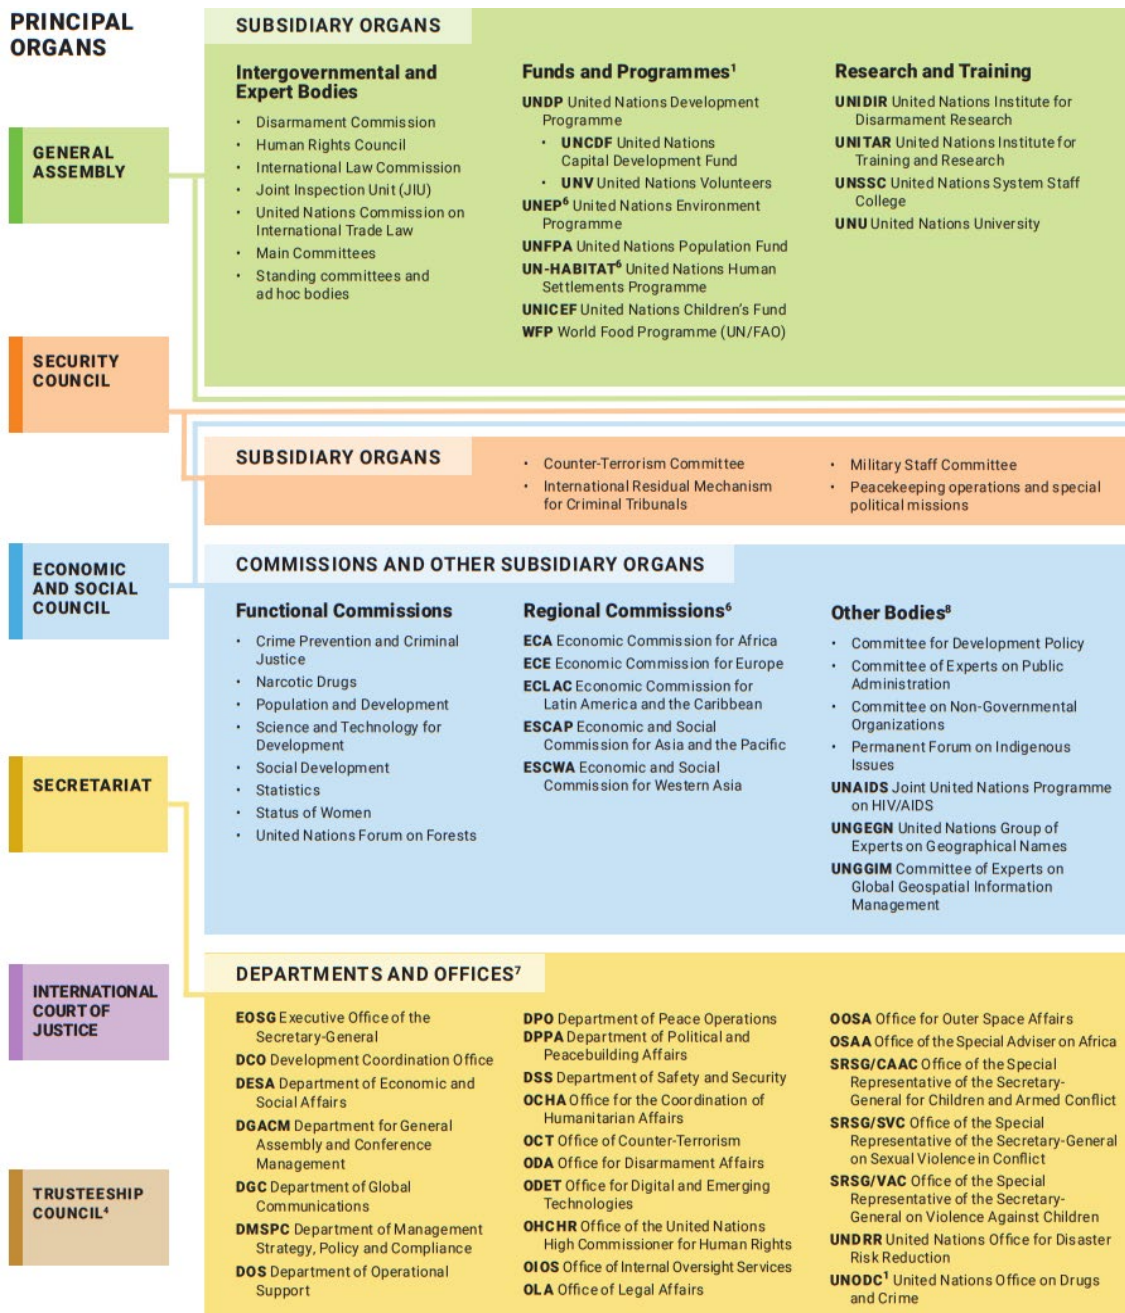 PRINCIPAL
ORGANS
GENERAL
ASSEMBLY
SUBSIDIARY ORGANS
Intergovernmental and
Expert Bodies
• Disarmament Commission
• Human Rights Council
• International Law Commission
• Joint Inspection Unit (JIU)
• United Nations Commission on
International Trade Law
• Main Committees
• Standing committees and
ad hoc bodies
Funds and Programmes¹
UNDP United Nations Development
Programme
• UNCDF United Nations
Capital Development Fund
• UNV United Nations Volunteers
UNEP⁶ United Nations Environment
Programme
UNFPA United Nations Population Fund
UN-HABITAT⁶ United Nations Human
Settlements Programme
UNICEF United Nations Children's Fund
WFP World Food Programme (UN/FAO)
Research and Training
UNIDIR United Nations Institute for
Disarmament Research
UNITAR United Nations Institute for
Training and Research
UNSSC United Nations System Staff
College
UNU United Nations University
SECURITY
COUNCIL
SUBSIDIARY ORGANS
• Counter-Terrorism Committee
• International Residual Mechanism
for Criminal Tribunals
• Military Staff Committee
• Peacekeeping operations and special
political missions
ECONOMIC
AND SOCIAL
COUNCIL
COMMISSIONS AND OTHER SUBSIDIARY ORGANS
Functional Commissions
• Crime Prevention and Criminal
Justice
• Narcotic Drugs
• Population and Development
• Science and Technology for
Development
• Social Development
• Statistics
• Status of Women
• United Nations Forum on Forests
Regional Commissions⁶
ECA Economic Commission for Africa
ECE Economic Commission for Europe
ECLAC Economic Commission for
Latin America and the Caribbean
ESCAP Economic and Social
Commission for Asia and the Pacific
ESCWA Economic and Social
Commission for Western Asia
Other Bodies⁸
• Committee for Development Policy
• Committee of Experts on Public
Administration
• Committee on Non-Governmental
Organizations
• Permanent Forum on Indigenous
Issues
UNAIDS Joint United Nations Programme
on HIV/AIDS
UNGEGN United Nations Group of
Experts on Geographical Names
UNGGIM Committee of Experts on
Global Geospatial Information
Management
SECRETARIAT
DEPARTMENTS AND OFFICES⁷
EOSG Executive Office of the
Secretary-General
DCO Development Coordination Office
DESA Department of Economic and
Social Affairs
DGACM Department for General
Assembly and Conference
Management
DGC Department of Global
Communications
DMSPC Department of Management
Strategy, Policy and Compliance
DOS Department of Operational
Support
DPO Department of Peace Operations
DPPA Department of Political and
Peacebuilding Affairs
DSS Department of Safety and Security
OCHA Office for the Coordination of
Humanitarian Affairs
OCT Office of Counter-Terrorism
ODA Office for Disarmament Affairs
ODET Office for Digital and Emerging
Technologies
OHCHR Office of the United Nations
High Commissioner for Human Rights
OIOS Office of Internal Oversight Services
OLA Office of Legal Affairs
OOSA Office for Outer Space Affairs
OSAA Office of the Special Adviser on Africa
SRSG/CAAC Office of the Special
Representative of the Secretary-
General for Children and Armed Conflict
SRSG/SVC Office of the Special
Representative of the Secretary-General
on Sexual Violence in Conflict
SRSG/VAC Office of the Special
Representative of the Secretary-
General on Violence Against Children
UNDRR United Nations Office for Disaster
Risk Reduction
UNODC¹ United Nations Office on Drugs
and Crime
INTERNATIONAL
COURT OF
JUSTICE
TRUSTEESHIP
COUNCIL⁴